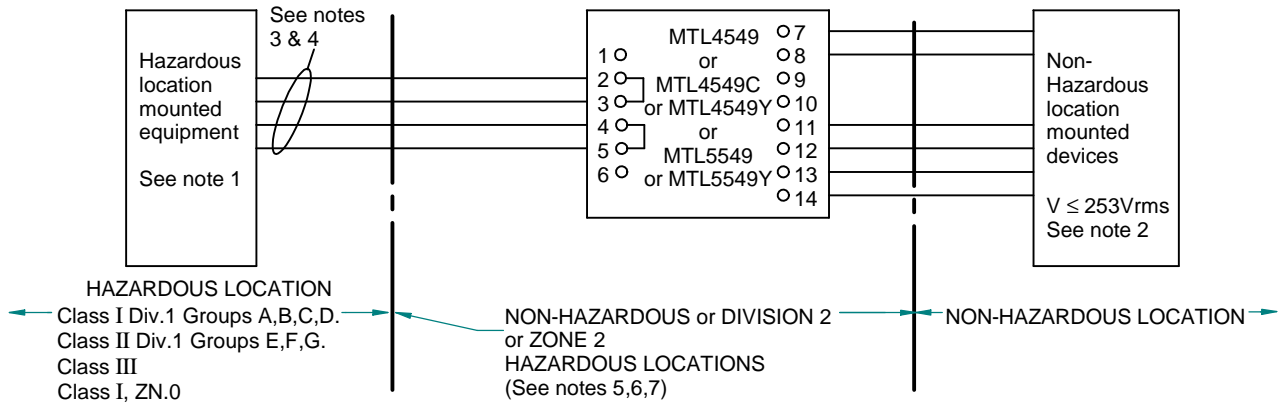 See notes
3 & 4
Hazardous
location
mounted
equipment
See note 1
1
2
3
4
5
6
MTL4549
or
MTL4549C
or MTL4549Y
or
MTL5549
or MTL5549Y
7
8
9
10
11
12
13
14
Non-
Hazardous
location
mounted
devices
V ≤ 253Vrms
See note 2
HAZARDOUS LOCATION
Class I Div.1 Groups A,B,C,D.
Class II Div.1 Groups E,F,G.
Class III
Class I, ZN.0
NON-HAZARDOUS or DIVISION 2
or ZONE 2
HAZARDOUS LOCATIONS
(See notes 5,6,7)
NON-HAZARDOUS LOCATION